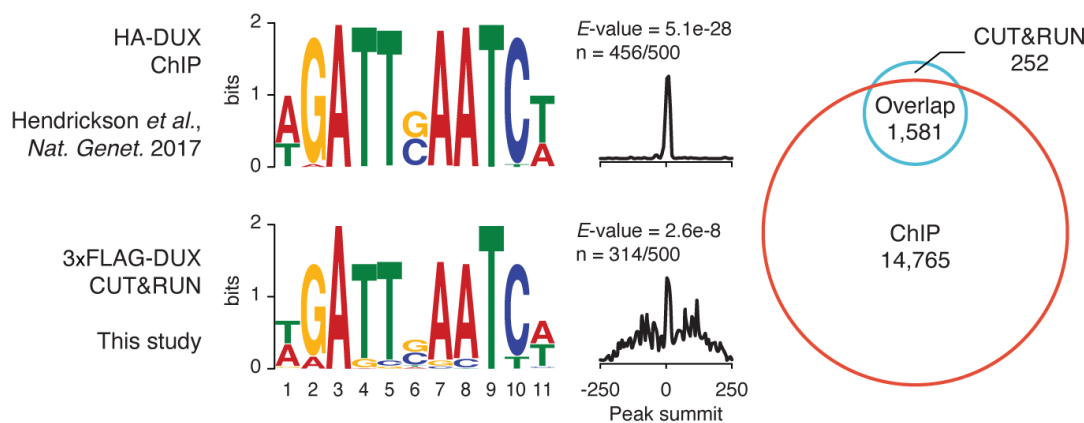 HA-DUX
ChIP
Hendrickson et al.,
Nat. Genet. 2017
2
1
0
bits
A
T
G
A
A
T
T
G
C
A
A
T
C
T
T
A
E-value = 5.1e-28
n = 456/500
CUT&RUN
252
Overlap
1,581
ChIP
14,765
3xFLAG-DUX
CUT&RUN
This study
2
1
0
bits
T
A
G
A
A
T
G
T
C
G
C
A
G
A
C
T
C
T
A
T
1 2 3 4 5 6 7 8 9 10 11
E-value = 2.6e-8
n = 314/500
-250 0 250
Peak summit